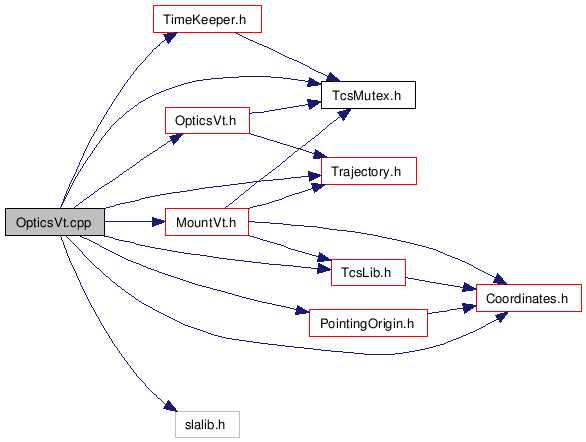 TimeKeeper.h
TcsMutex.h
OpticsVt.h
Trajectory.h
OpticsVt.cpp
MountVt.h
TcsLib.h
Coordinates.h
PointingOrigin.h
slalib.h